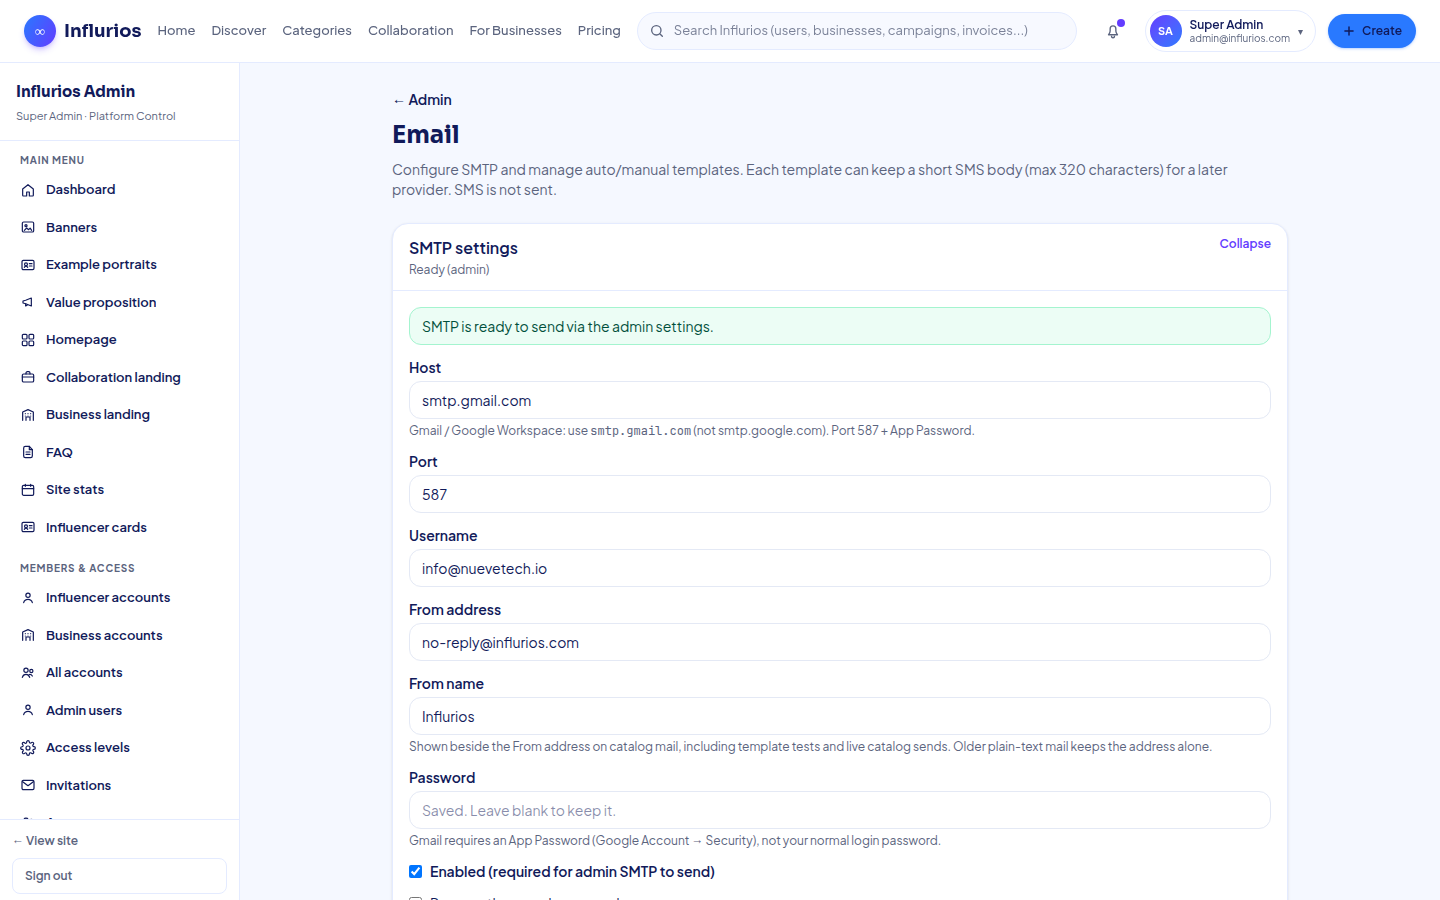 Influrios
Home
Discover
Categories
Collaboration
For Businesses
Pricing
Search Influrios (users, businesses, campaigns, invoices...)
SA
Super Admin
admin@influrios.com
Create
Influrios Admin
Super Admin · Platform Control
MAIN MENU
Dashboard
Banners
Example portraits
Value proposition
Homepage
Collaboration landing
Business landing
FAQ
Site stats
Influencer cards
MEMBERS & ACCESS
Influencer accounts
Business accounts
All accounts
Admin users
Access levels
Invitations
← View site
Sign out
← Admin
Email
Configure SMTP and manage auto/manual templates. Each template can keep a short SMS body (max 320 characters) for a later
provider. SMS is not sent.
SMTP settings
Ready (admin)
Collapse
SMTP is ready to send via the admin settings.
Host
smtp.gmail.com
Gmail / Google Workspace: use smtp.gmail.com (not smtp.google.com). Port 587 + App Password.
Port
587
Username
info@nuevetech.io
From address
no-reply@influrios.com
From name
Influrios
Shown beside the From address on catalog mail, including template tests and live catalog sends. Older plain-text mail keeps the address alone.
Password
Saved. Leave blank to keep it.
Gmail requires an App Password (Google Account → Security), not your normal login password.
Enabled (required for admin SMTP to send)